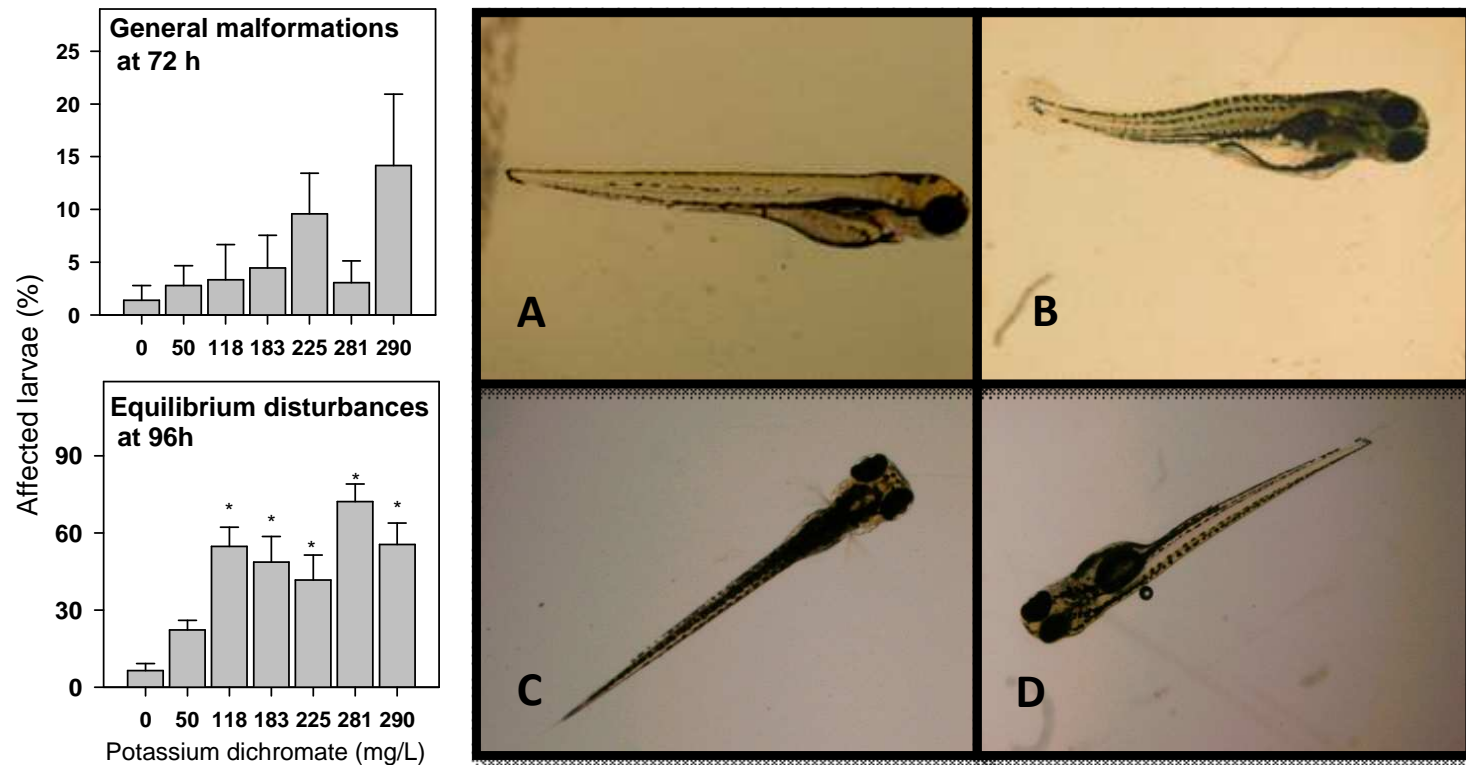 General malformations
at 72 h
25
20
15
10
5
0
0 50 118 183 225 281 290
Equilibrium disturbances
at 96h
90
60
30
0
* * * * *
0 50 118 183 225 281 290
Potassium dichromate (mg/L)
Affected larvae (%)
A
B
C
D